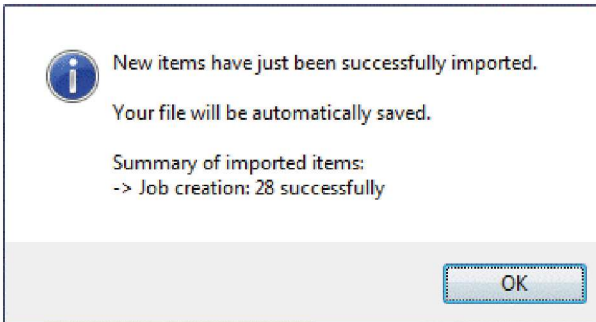 New items have just been successfully imported.
Your file will be automatically saved.
Summary of imported items:
-> Job creation: 28 successfully
OK